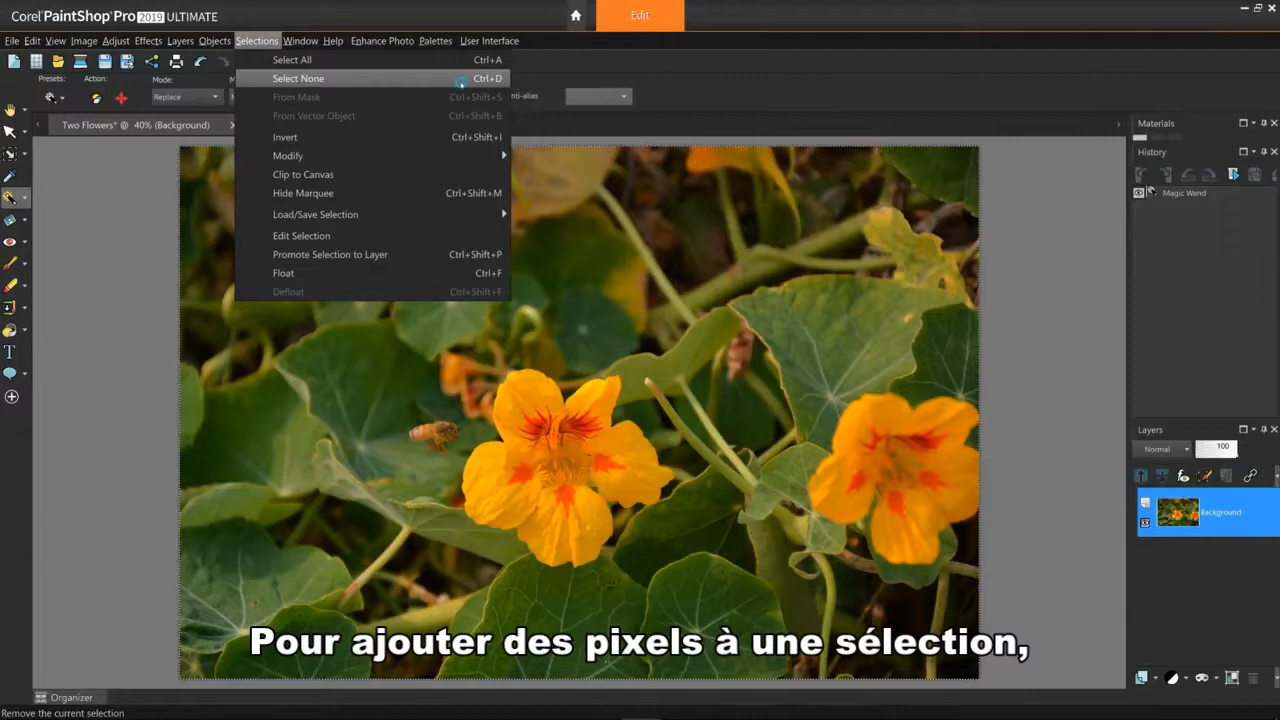 Corel PaintShop Pro 2019 ULTIMATE
Edit
File Edit View Image Adjust Effects Layers Objects Selections Window Help Enhance Photo Palettes User Interface
Select All Ctrl+A
Select None Ctrl+D
From Mask Ctrl+Shift+S
From Vector Object Ctrl+Shift+B
Invert Ctrl+Shift+I
Modify
Clip to Canvas
Hide Marquee Ctrl+Shift+M
Load/Save Selection
Edit Selection
Promote Selection to Layer Ctrl+Shift+P
Float Ctrl+F
Defloat Ctrl+Shift+F
Presets: Action: Mode:
Replace
nti-alias
Two Flowers* @ 40% (Background)
Materials
History
Magic Wand
Layers
Normal 100
Background
Pour ajouter des pixels à une sélection,
Organizer
Remove the current selection